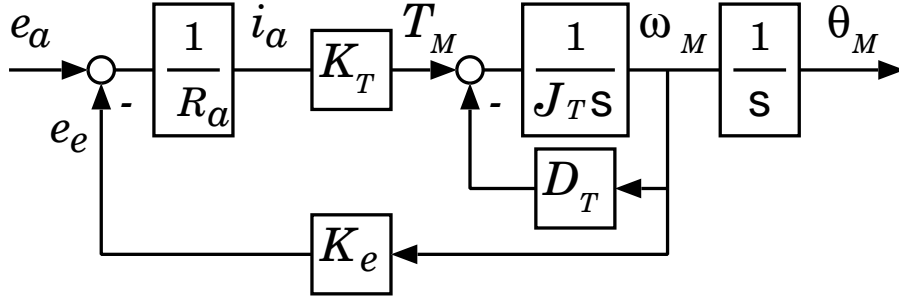 e_a
1
R_a
i_a
K_T
T_M
1
J_T s
ω_M
1
s
θ_M
-
-
e_e
D_T
K_e